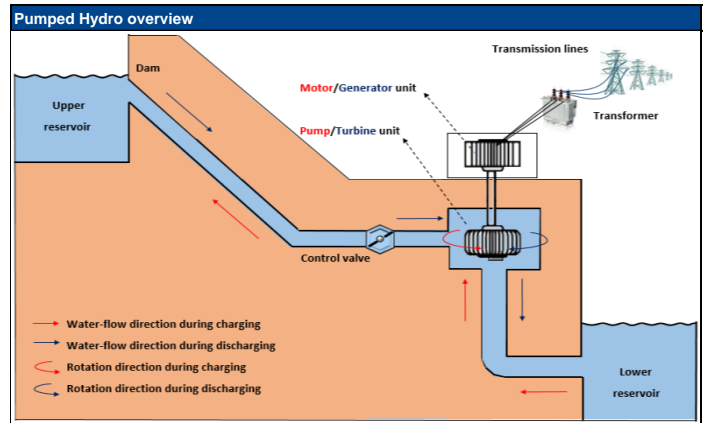 Pumped Hydro overview
Transmission lines
Dam
Motor/Generator unit
Upper
reservoir
Transformer
Pump/Turbine unit
Control valve
Water-flow direction during charging
Water-flow direction during discharging
Rotation direction during charging
Rotation direction during discharging
Lower
reservoir